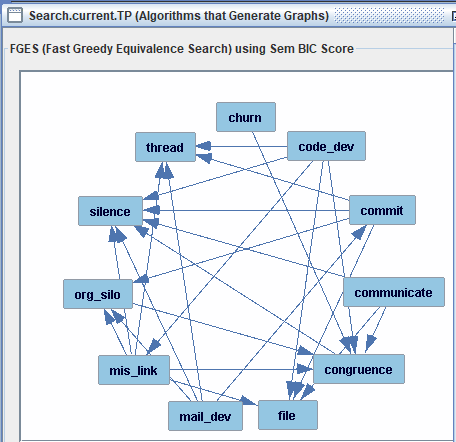 Search.current.TP (Algorithms that Generate Graphs)
FGES (Fast Greedy Equivalence Search) using Sem BIC Score
churn
thread
code_dev
silence
commit
org_silo
communicate
mis_link
congruence
mail_dev
file